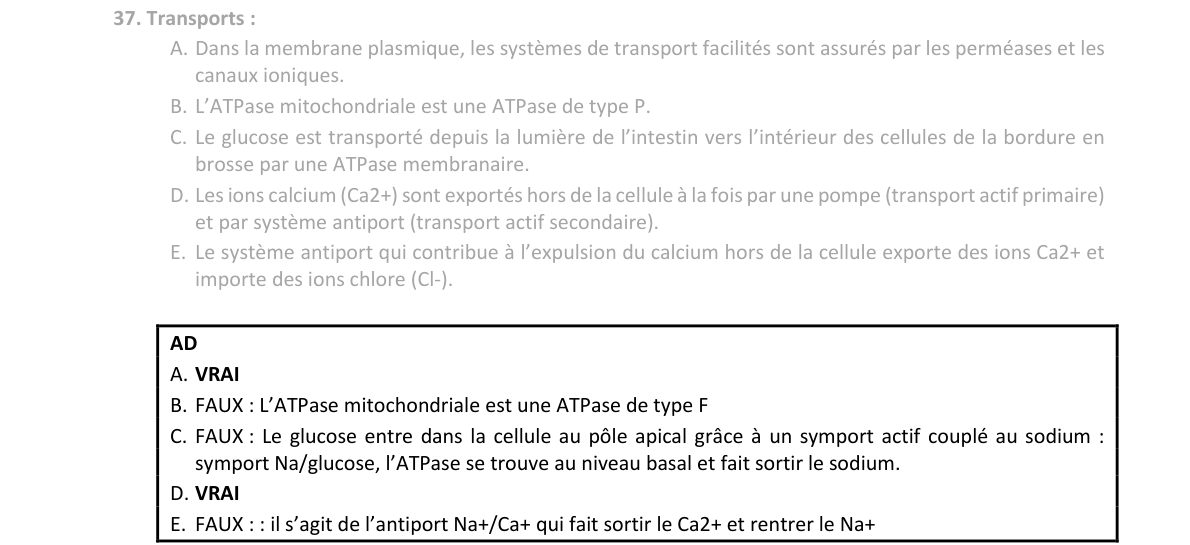 37. Transports :
A. Dans la membrane plasmique, les systèmes de transport facilités sont assurés par les perméases et les
canaux ioniques.
B. L’ATPase mitochondriale est une ATPase de type P.
C. Le glucose est transporté depuis la lumière de l’intestin vers l’intérieur des cellules de la bordure en
brosse par une ATPase membranaire.
D. Les ions calcium (Ca2+) sont exportés hors de la cellule à la fois par une pompe (transport actif primaire)
et par système antiport (transport actif secondaire).
E. Le système antiport qui contribue à l’expulsion du calcium hors de la cellule exporte des ions Ca2+ et
importe des ions chlore (Cl-).
AD
A. VRAI
B. FAUX : L’ATPase mitochondriale est une ATPase de type F
C. FAUX : Le glucose entre dans la cellule au pôle apical grâce à un symport actif couplé au sodium :
symport Na/glucose, l’ATPase se trouve au niveau basal et fait sortir le sodium.
D. VRAI
E. FAUX : : il s’agit de l’antiport Na+/Ca+ qui fait sortir le Ca2+ et rentrer le Na+